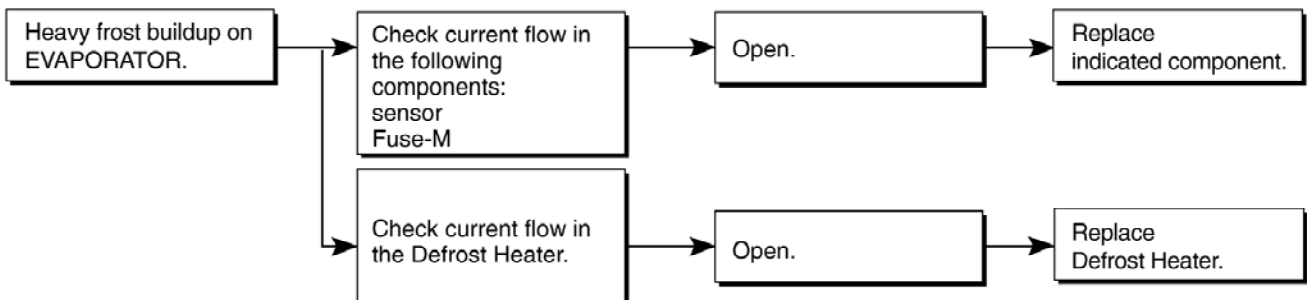 Heavy frost buildup on
EVAPORATOR.
Check current flow in
the following
components:
sensor
Fuse-M
Open.
Replace
indicated component.
Check current flow in
the Defrost Heater.
Open.
Replace
Defrost Heater.